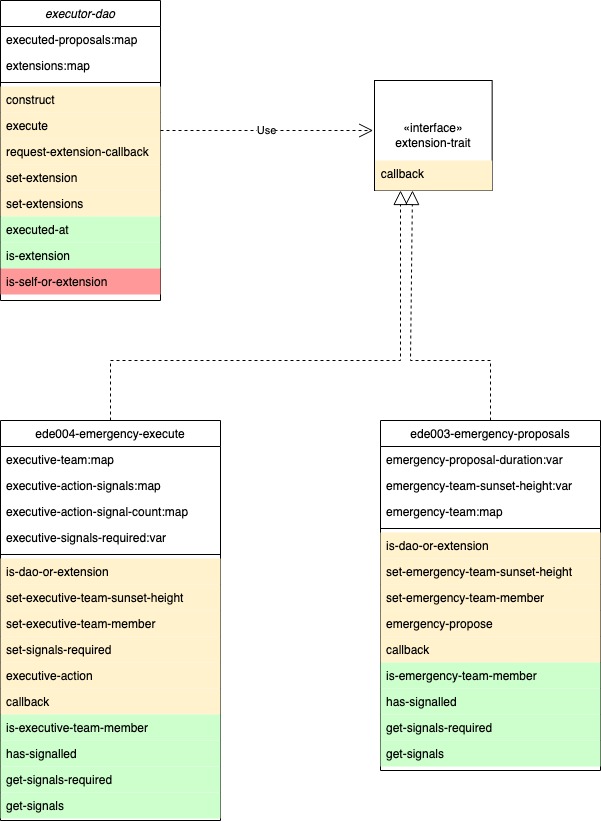 executor-dao
executed-proposals:map
extensions:map
construct
execute
request-extension-callback
set-extension
set-extensions
executed-at
is-extension
is-self-or-extension
Use
«interface»
extension-trait
callback
ede004-emergency-execute
executive-team:map
executive-action-signals:map
executive-action-signal-count:map
executive-signals-required:var
is-dao-or-extension
set-executive-team-sunset-height
set-executive-team-member
set-signals-required
executive-action
callback
is-executive-team-member
has-signalled
get-signals-required
get-signals
ede003-emergency-proposals
emergency-proposal-duration:var
emergency-team-sunset-height:var
emergency-team:map
is-dao-or-extension
set-emergency-team-sunset-height
set-emergency-team-member
emergency-propose
callback
is-emergency-team-member
has-signalled
get-signals-required
get-signals